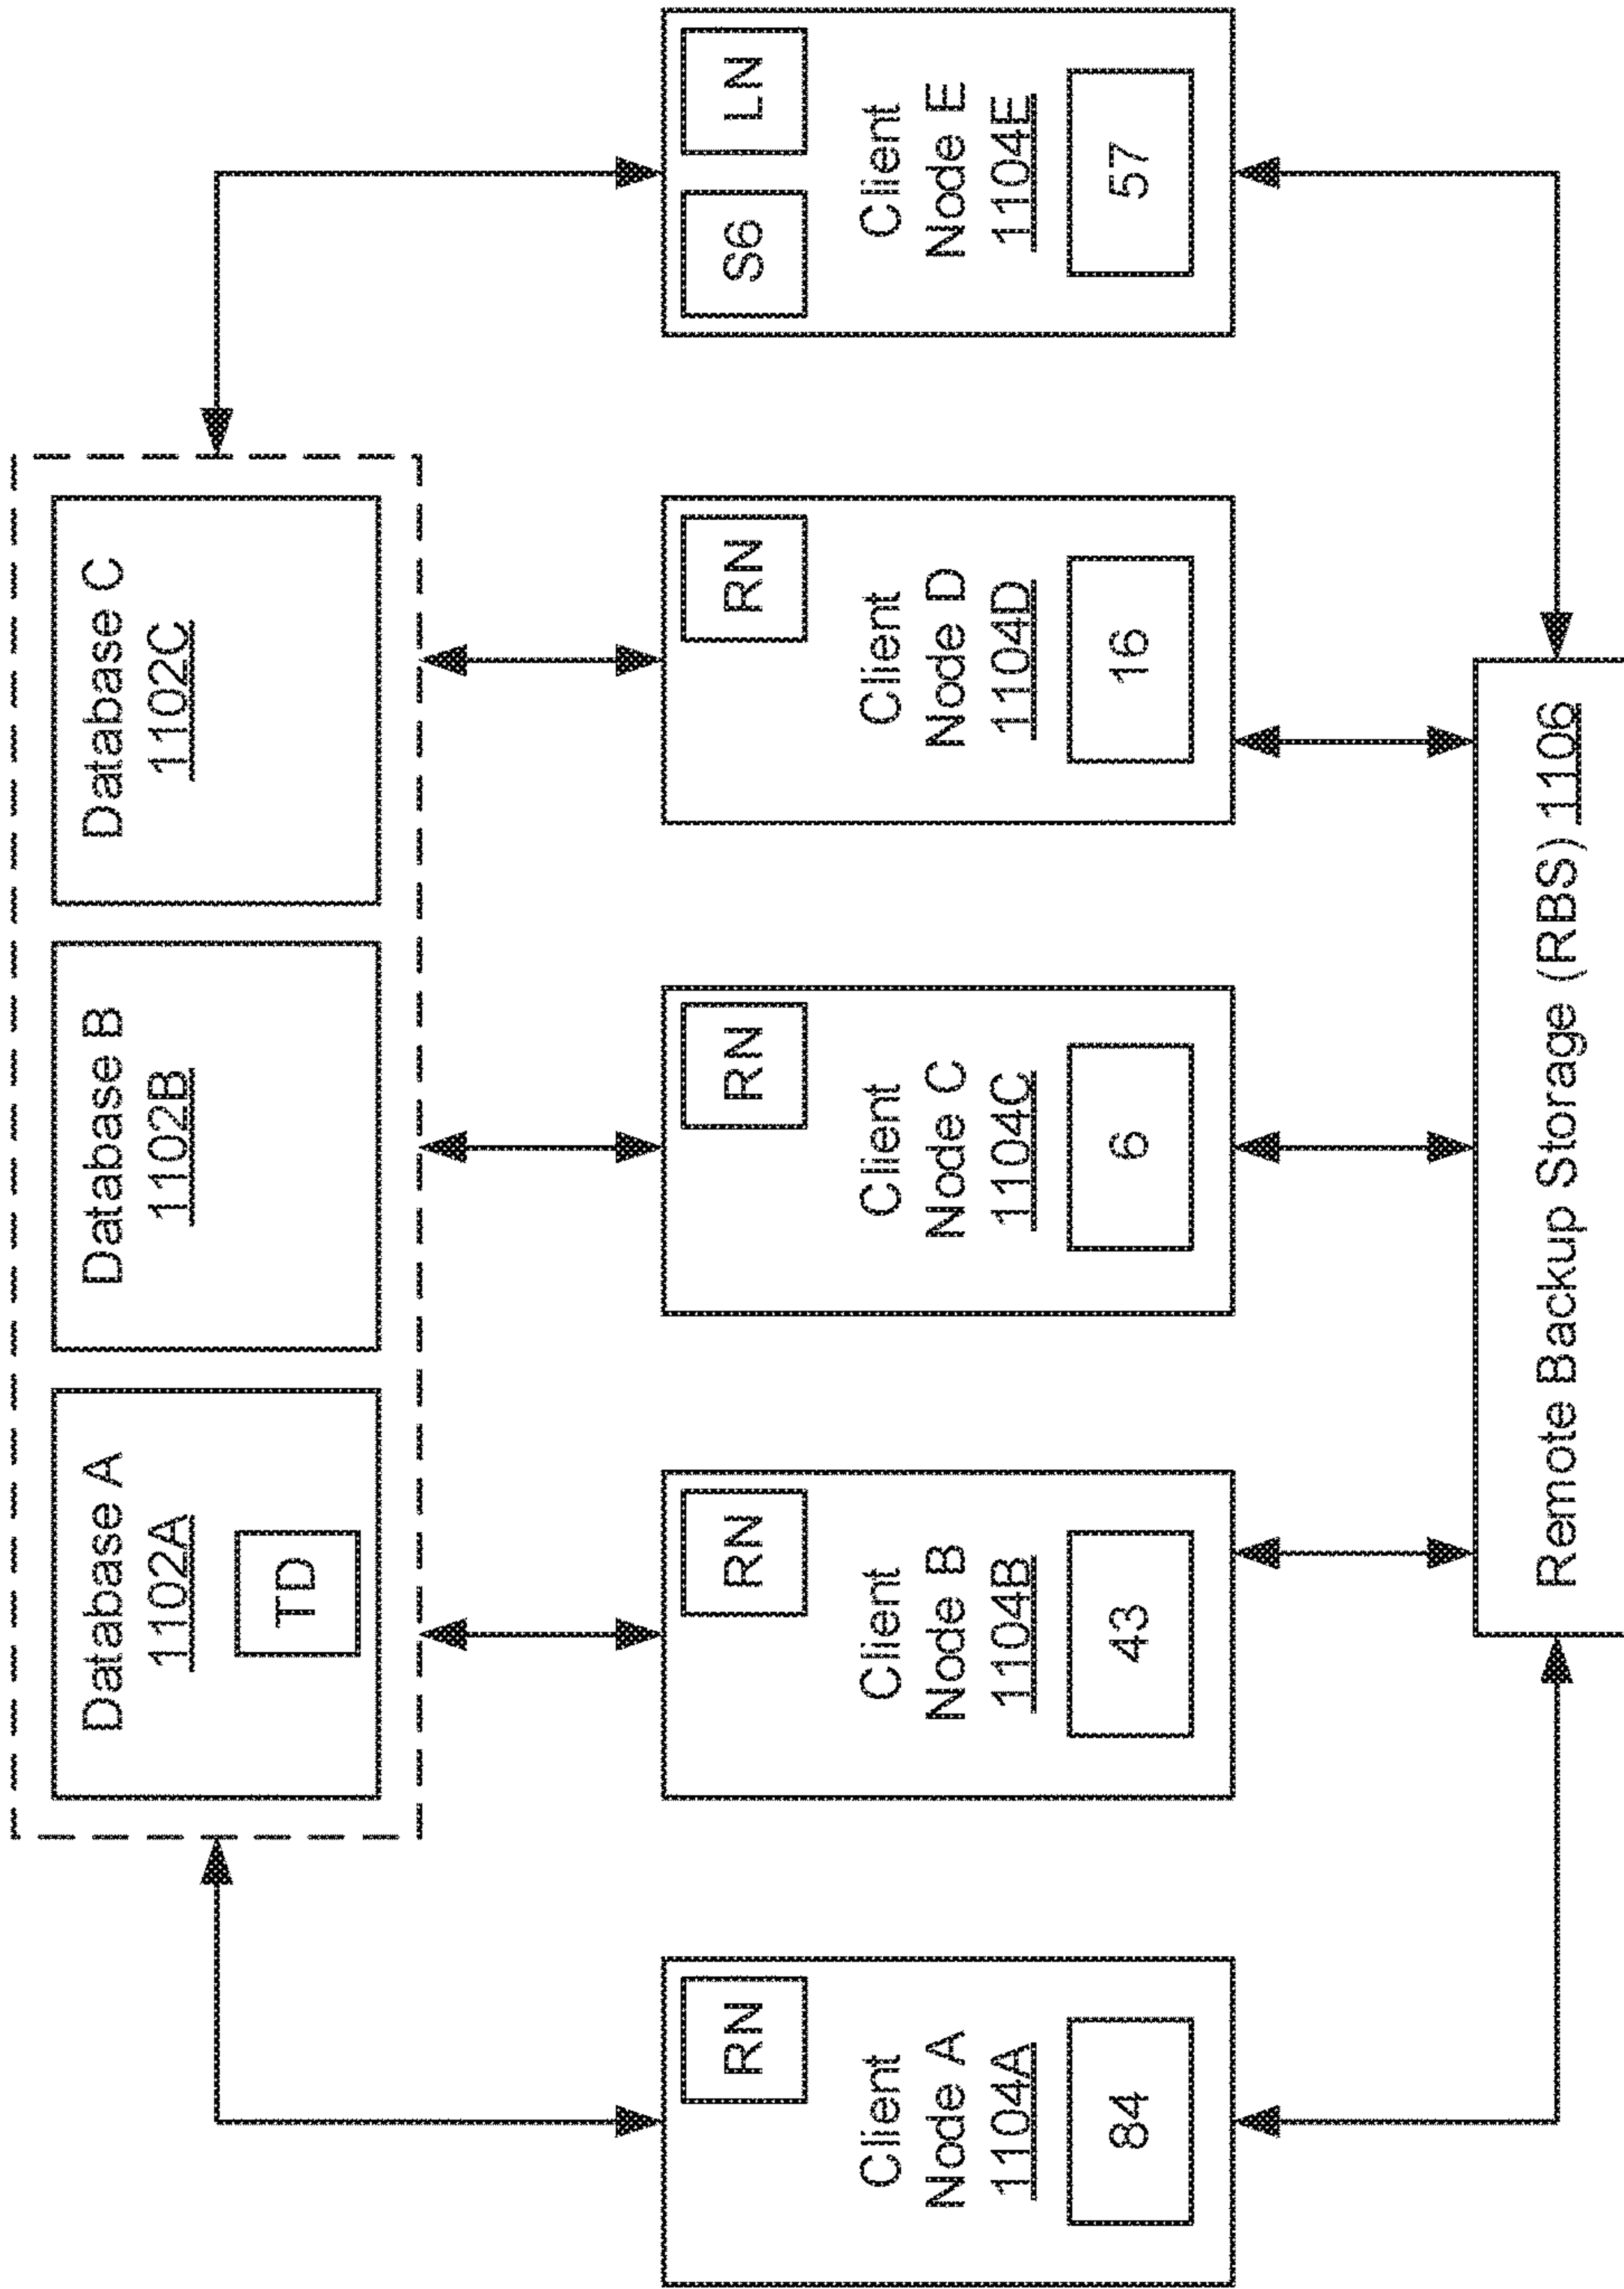 Database A
1102A
TD
Database B
1102B
Database C
1102C
RN
Client
Node A
1104A
84
RN
Client
Node B
1104B
43
RN
Client
Node C
1104C
6
RN
Client
Node D
1104D
16
S6
LN
Client
Node E
1104E
57
Remote Backup Storage (RBS) 1106